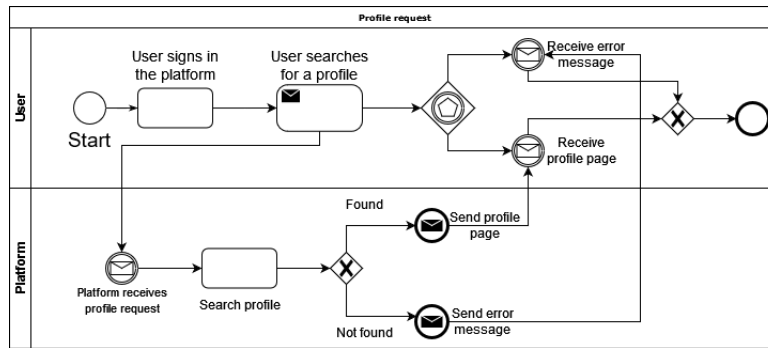 Profile request
User
User signs in
the platform
User searches
for a profile
Start
Receive error
message
Receive
profile page
Platform
Platform receives
profile request
Search profile
Found
Not found
Send profile
page
Send error
message